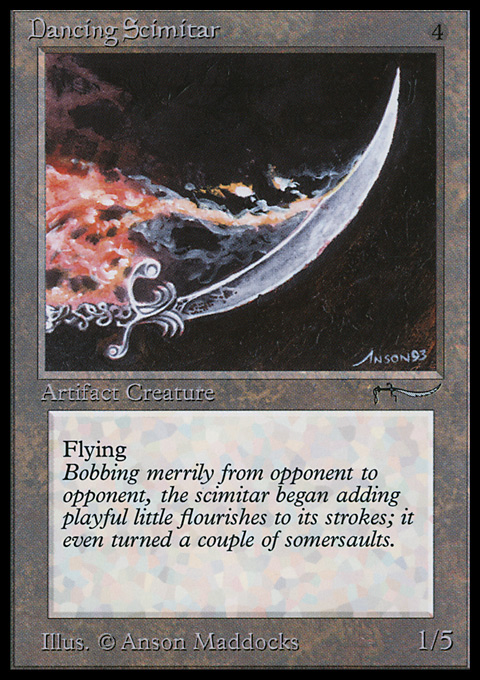 Dancing Scimitar 4
ANSON93
Artifact Creature
Flying
Bobbing merrily from opponent to
opponent, the scimitar began adding
playful little flourishes to its strokes; it
even turned a couple of somersaults.
Illus. © Anson Maddocks 1/5